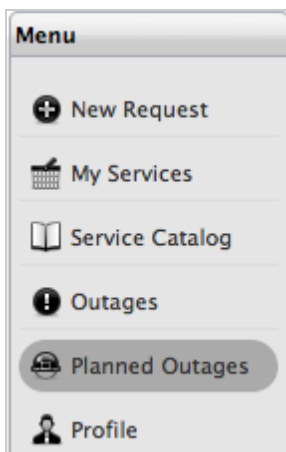 Menu
New Request
My Services
Service Catalog
Outages
Planned Outages
Profile